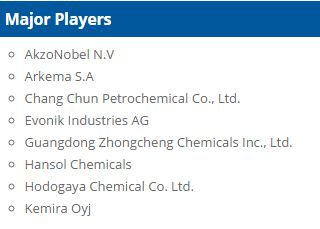 Major Players
AkzoNobel N.V
Arkema S.A
Chang Chun Petrochemical Co., Ltd.
Evonik Industries AG
Guangdong Zhongcheng Chemicals Inc., Ltd.
Hansol Chemicals
Hodogaya Chemical Co. Ltd.
Kemira Oyj